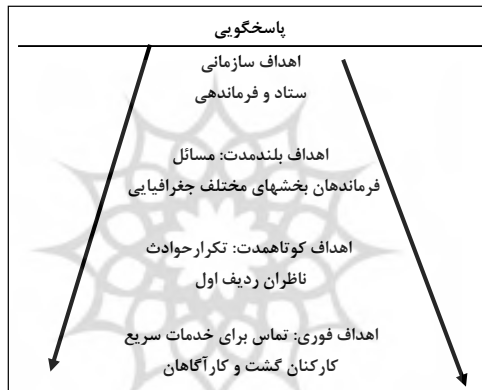 پاسخگویی
اهداف سازمانی
ستاد و فرماندهی
اهداف بلندمدت: مسائل
فرماندهان بخشهای مختلف جغرافیایی
اهداف کوتاهمدت: تکرارحوادث
ناظران ردیف اول
اهداف فوری: تماس برای خدمات سریع
کارکنان گشت و کارآگاهان